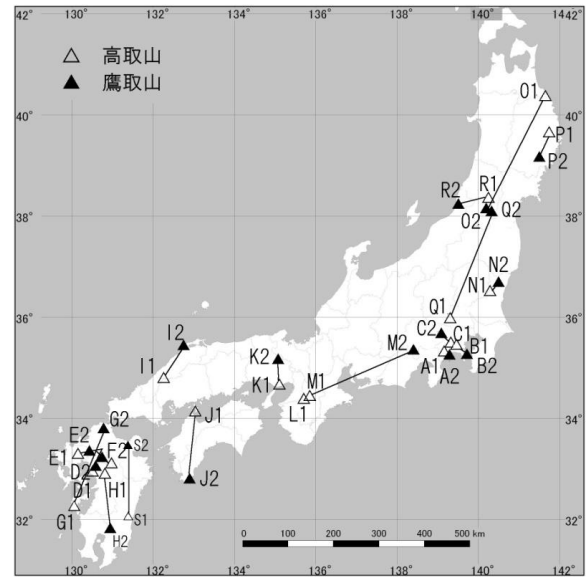 130° 132° 134° 136° 138° 140° 142°
42° 42°
△ 高取山
▲ 鷹取山
O1
40° 40°
P1
P2
R1
R2
O2 Q2
38° 38°
N2
N1
Q1
36° 36°
C2 C1
I2 M2 B1
K2 A1 A2 B2
I1
K1 M1
L1
34° 34°
G2 J1
E2 S2
E1 F2
D2
D1 H1 J2
G1 S1
32° 32°
H2
0 100 200 300 400 500 km
130° 132° 134° 136° 138° 140° 142°